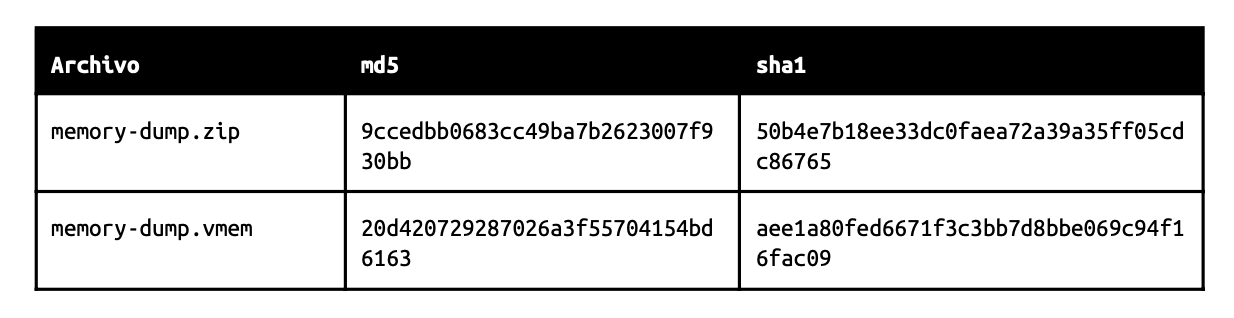 Archivo md5 sha1
memory-dump.zip 9ccedbb0683cc49ba7b2623007f9 50b4e7b18ee33dc0faea72a39a35ff05cd
30bb c86765
memory-dump.vmem 20d420729287026a3f55704154bd aee1a80fed6671f3c3bb7d8bbe069c94f1
6163 6fac09